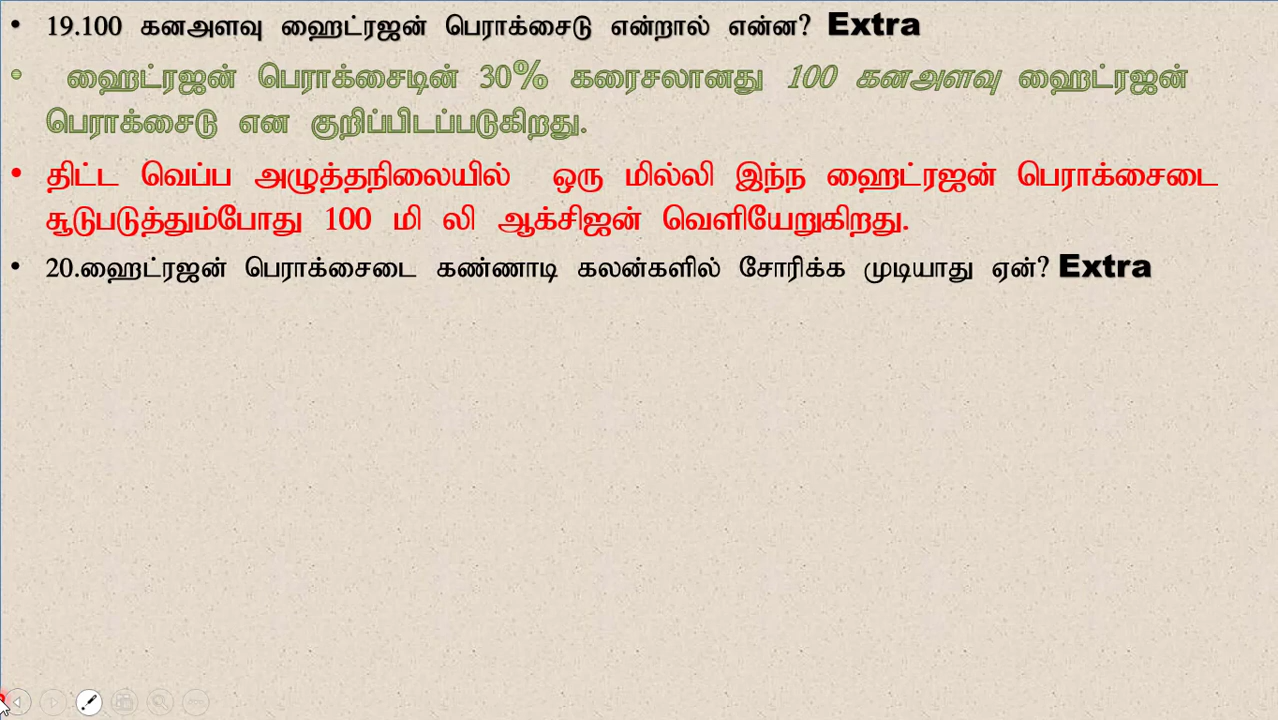 • 19.100 கனஅளவு ஹைட்ரஜன் பெராக்சைடு என்றால் என்ன? Extra
• ஹைட்ரஜன் பெராக்சைடின் 30% கரைசலானது 100 கனஅளவு ஹைட்ரஜன்
பெராக்சைடு என குறிப்பிடப்படுகிறது.
• திட்ட வெப்ப அழுத்தநிலையில் ஒரு மில்லி இந்ந ஹைட்ரஜன் பெராக்சைடை
சூடுபடுத்தும்போது 100 மி லி ஆக்சிஜன் வெளியேறுகிறது.
• 20.ஹைட்ரஜன் பெராக்சைடை கண்ணாடி கலன்களில் சேரரிக்க முடியாது ஏன்? Extra